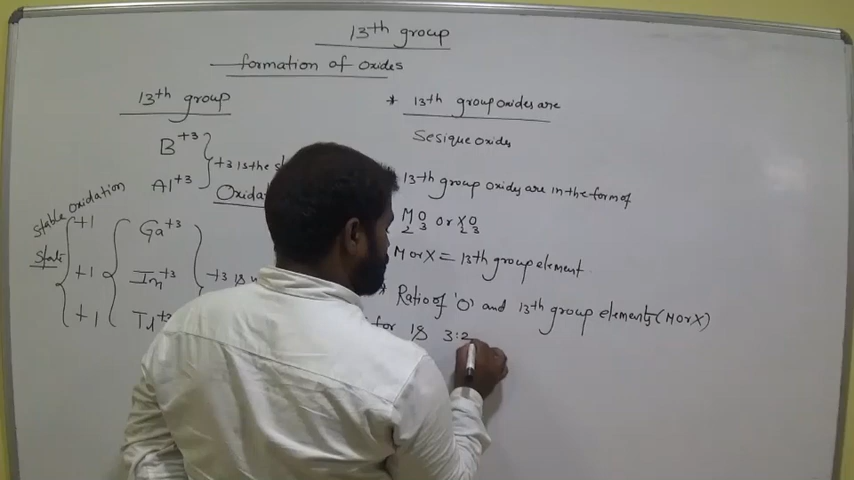 13th group
formation of oxides
13th group
B+3
Al+3
+3 is the
Oxida
Stable Oxidation
State
+1
+1
+1
Ga+3
In+3
Tl+3
+3 is
* 13th group oxides are
Sesique oxides
13th group oxides are in the form of
M2O3 or X2O3
M or X = 13th group element
* Ratio of 'O' and 13th group elements (M or X)
for is 3:2